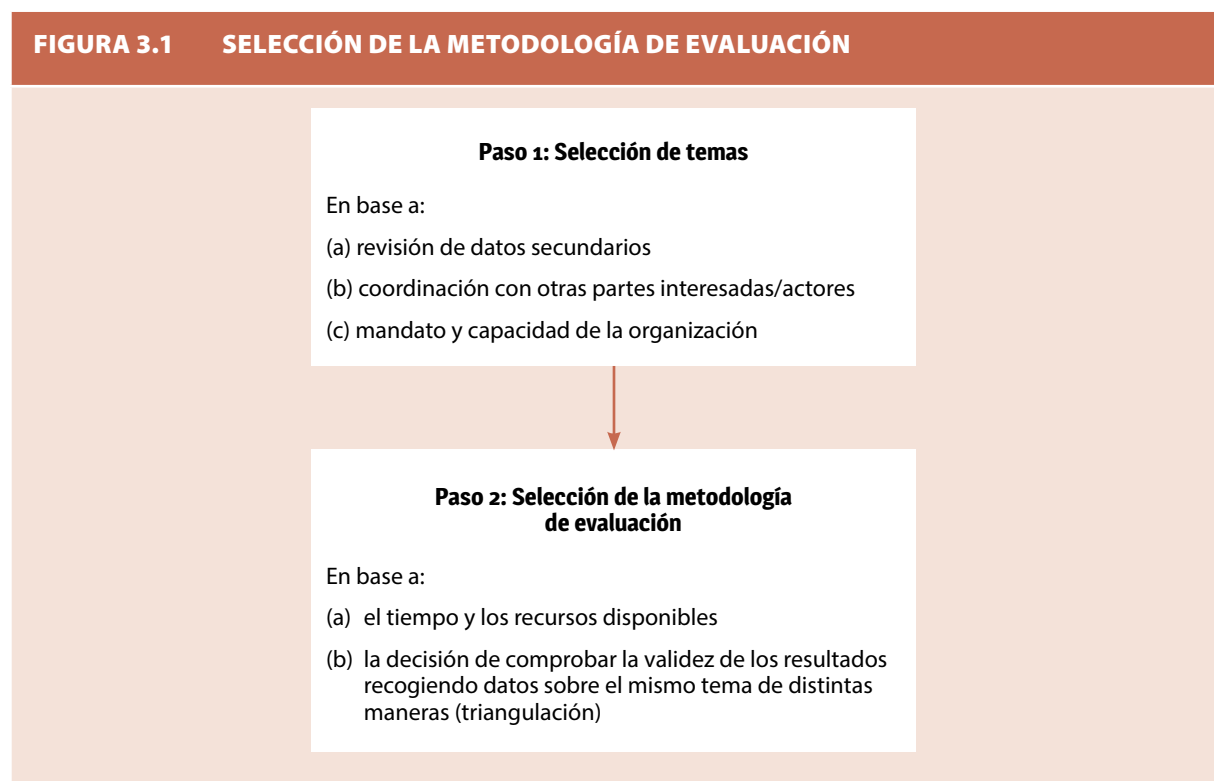 FIGURA 3.1 SELECCIÓN DE LA METODOLOGÍA DE EVALUACIÓN
Paso 1: Selección de temas
En base a:
(a) revisión de datos secundarios
(b) coordinación con otras partes interesadas/actores
(c) mandato y capacidad de la organización
Paso 2: Selección de la metodología
de evaluación
En base a:
(a) el tiempo y los recursos disponibles
(b) la decisión de comprobar la validez de los resultados
recogiendo datos sobre el mismo tema de distintas
maneras (triangulación)